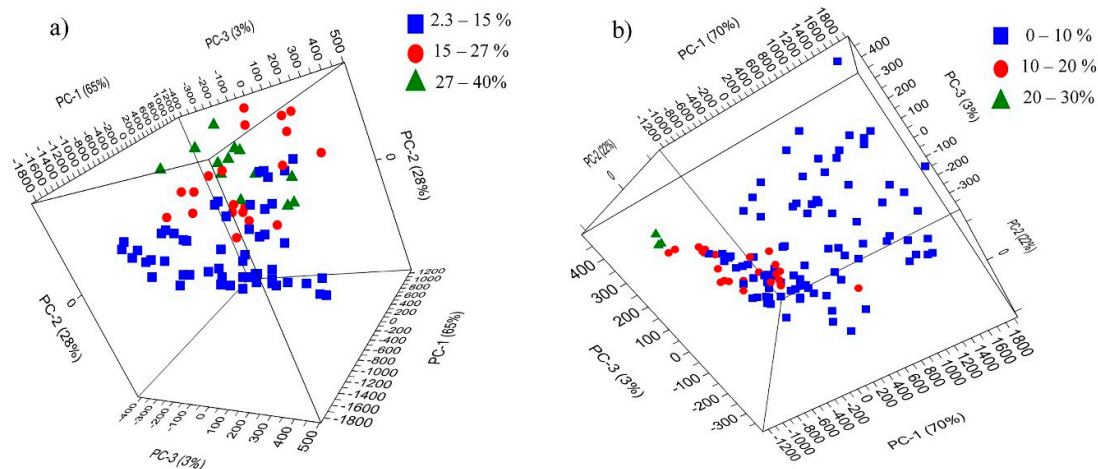 a)
2.3 – 15 %
15 – 27 %
27 – 40%
PC-3 (3%)
-300 -200 -100 0 100 200 300 400 500
PC-1 (65%)
-1800 -1600 -1400 -1200 -1000 -800 -600 -400 -200 0 200 400 600 800 1000 1200
PC-2 (28%)
0
PC-2 (28%)
0
PC-1 (65%)
1200 1000 800 600 400 200 0 -200 -400 -600 -800 -1000 -1200 -1400 -1600 -1800
-400 -300 -200 -100 0 100 200 300 400 500
PC-3 (3%)
b)
0 – 10 %
10 – 20 %
20 – 30%
PC-1 (70%)
-1200 -1000 -800 -600 -400 -200 0 200 400 600 800 1000 1200 1400 1600 1800
PC-3 (3%)
400 300 200 100 0 -100 -200 -300
PC-2 (22%)
0
PC-2 (22%)
0
400 300 200 100 0 -100 -200 -300
PC-3 (3%)
-1200 -1000 -800 -600 -400 -200 0 200 400 600 800 1000 1200 1400 1600 1800
PC-1 (70%)